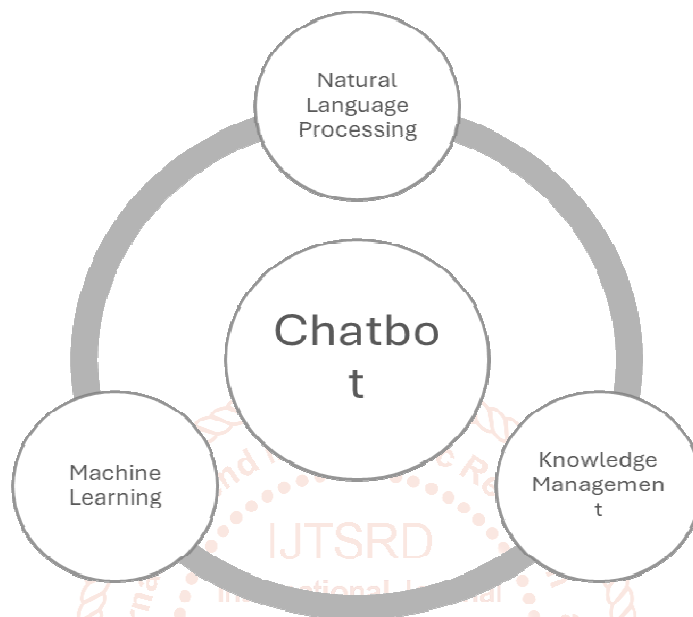 Natural
Language
Processing
Chatbo
t
Machine
Learning
Knowledge
Managemen
t
IJTSRD